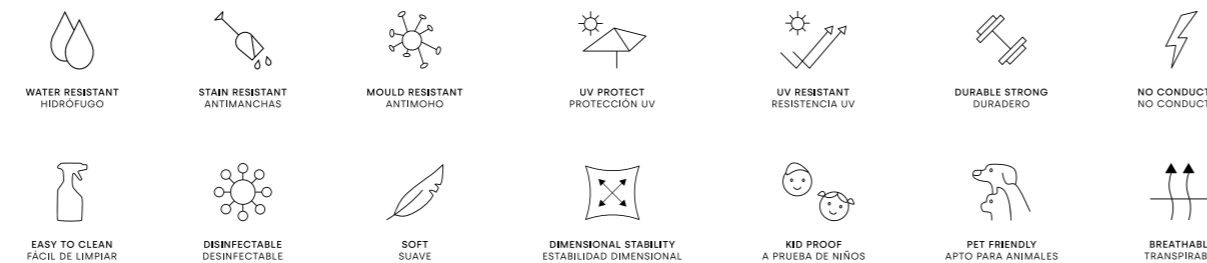 WATER RESISTANT
HIDRÓFUGO
STAIN RESISTANT
ANTIMANCHAS
MOULD RESISTANT
ANTIMOHO
UV PROTECT
PROTECCIÓN UV
UV RESISTANT
RESISTENCIA UV
DURABLE STRONG
DURADERO
NO CONDUCT
NO CONDUCT
EASY TO CLEAN
FÁCIL DE LIMPIAR
DISINFECTABLE
DESINFECTABLE
SOFT
SUAVE
DIMENSIONAL STABILITY
ESTABILIDAD DIMENSIONAL
KID PROOF
A PRUEBA DE NIÑOS
PET FRIENDLY
APTO PARA ANIMALES
BREATHABL
TRANSPIRAB